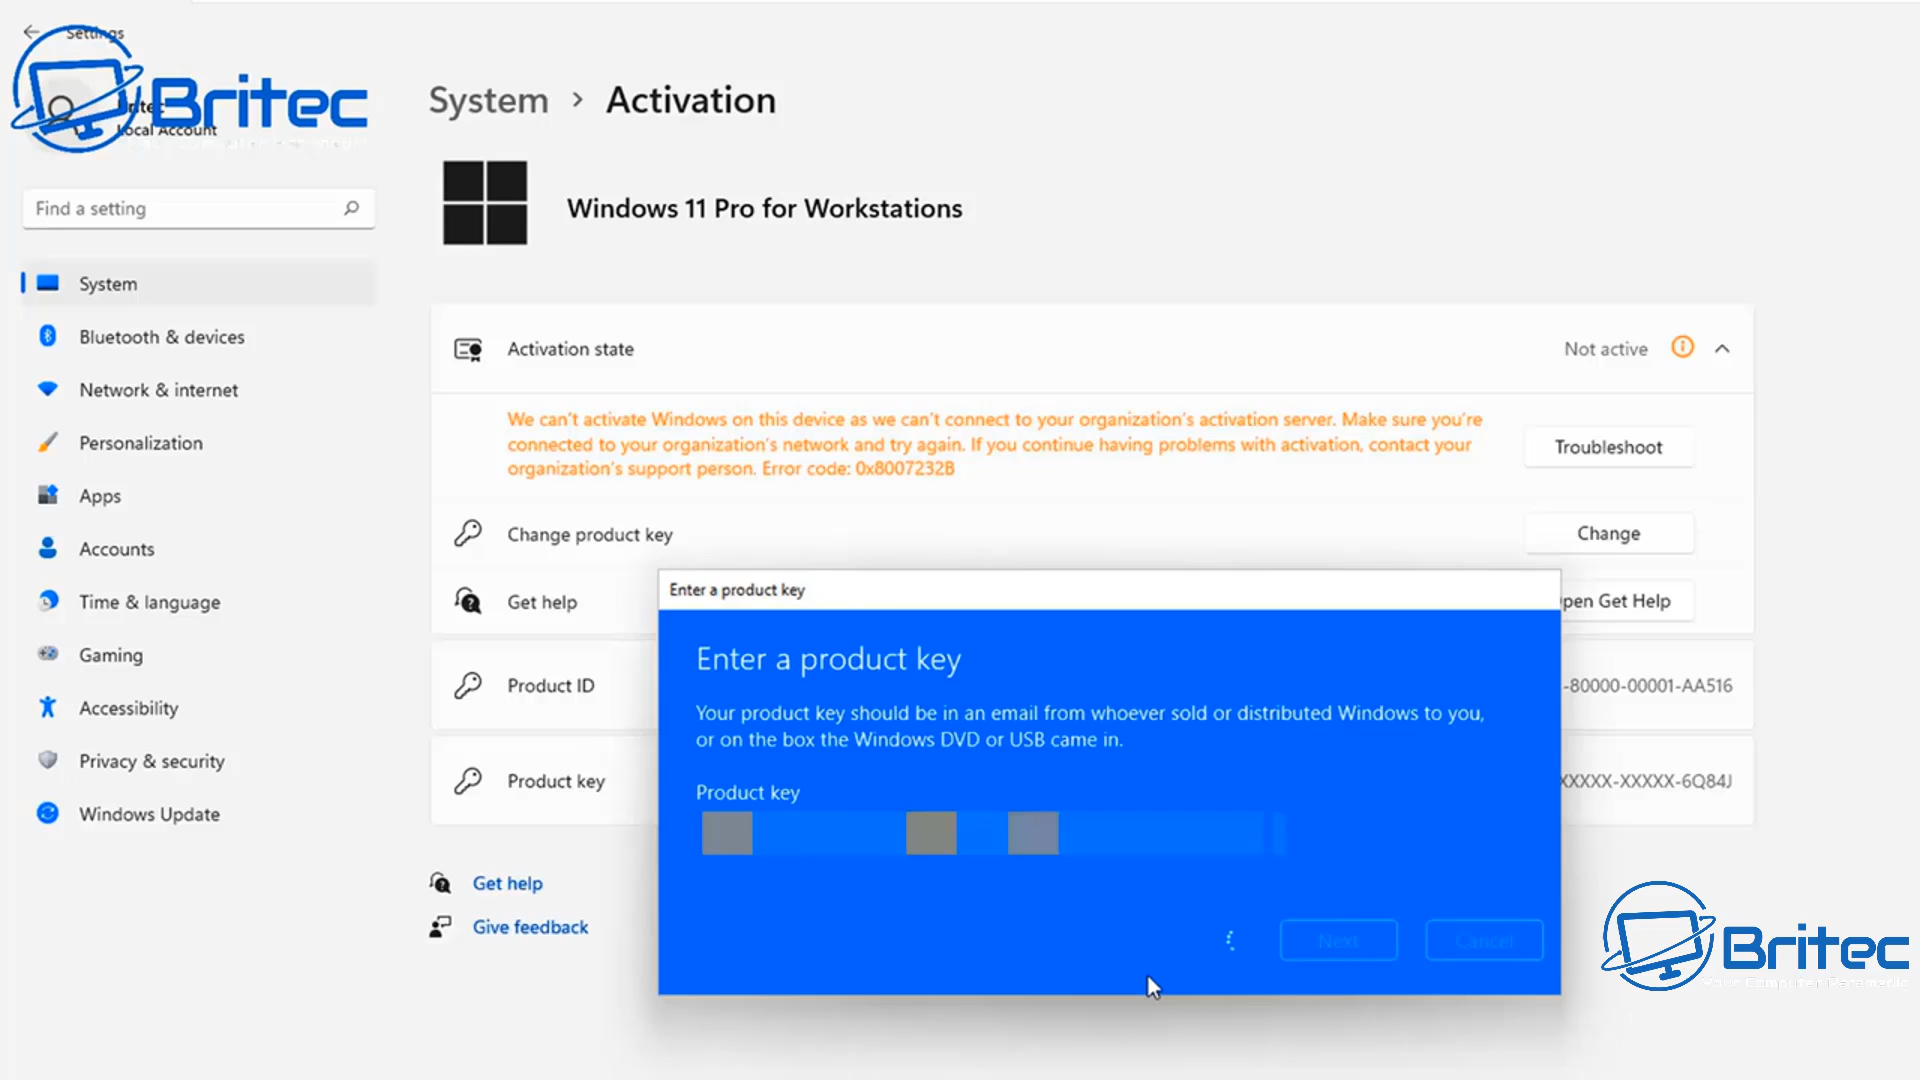 Settings
Britec
Local Account
Find a setting
System
Bluetooth & devices
Network & internet
Personalization
Apps
Accounts
Time & language
Gaming
Accessibility
Privacy & security
Windows Update
System > Activation
Windows 11 Pro for Workstations
Activation state
Not active
We can't activate Windows on this device as we can't connect to your organization's activation server. Make sure you're
connected to your organization's network and try again. If you continue having problems with activation, contact your
organization's support person. Error code: 0x8007232B
Troubleshoot
Change product key
Change
Get help
pen Get Help
Product ID
-80000-00001-AA516
Product key
XXXX-XXXXX-6Q84J
Get help
Give feedback
Enter a product key
Enter a product key
Your product key should be in an email from whoever sold or distributed Windows to you,
or on the box the Windows DVD or USB came in.
Product key
Next
Cancel
Britec